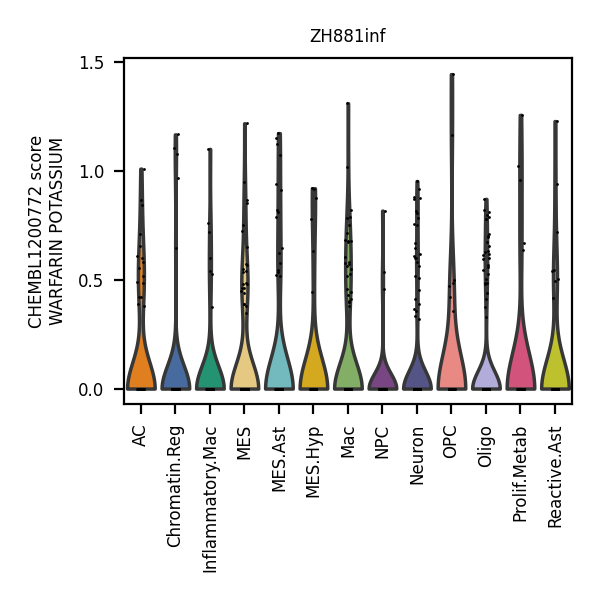 ZH881inf
CHEMBL1200772 score
WARFARIN POTASSIUM
1.5
1.0
0.5
0.0
AC
Chromatin.Reg
Inflammatory.Mac
MES
MES.Ast
MES.Hyp
Mac
NPC
Neuron
OPC
Oligo
Prolif.Metab
Reactive.Ast